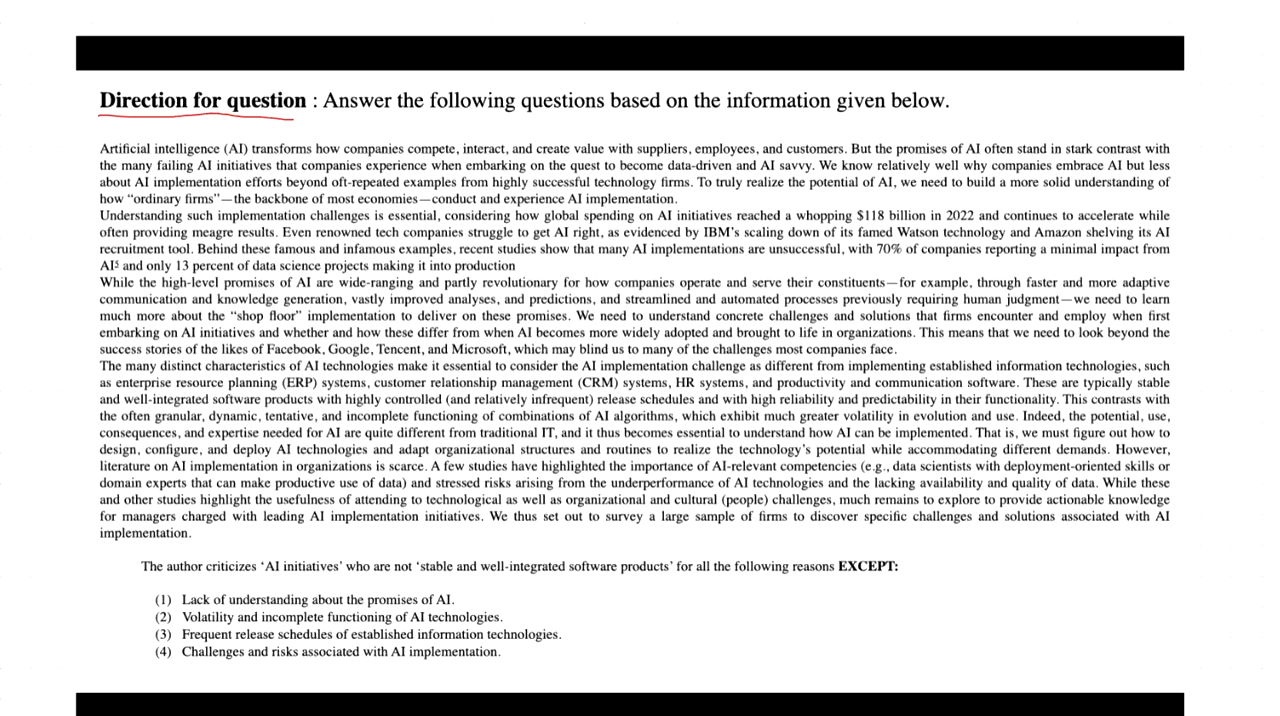 Direction for question : Answer the following questions based on the information given below.
Artificial intelligence (AI) transforms how companies compete, interact, and create value with suppliers, employees, and customers. But the promises of AI often stand in stark contrast with
the many failing AI initiatives that companies experience when embarking on the quest to become data-driven and AI savvy. We know relatively well why companies embrace AI but less
about AI implementation efforts beyond oft-repeated examples from highly successful technology firms. To truly realize the potential of AI, we need to build a more solid understanding of
how “ordinary firms”—the backbone of most economies—conduct and experience AI implementation.
Understanding such implementation challenges is essential, considering how global spending on AI initiatives reached a whopping $118 billion in 2022 and continues to accelerate while
often providing meagre results. Even renowned tech companies struggle to get AI right, as evidenced by IBM’s scaling down of its famed Watson technology and Amazon shelving its AI
recruitment tool. Behind these famous and infamous examples, recent studies show that many AI implementations are unsuccessful, with 70% of companies reporting a minimal impact from
AI⁵ and only 13 percent of data science projects making it into production
While the high-level promises of AI are wide-ranging and partly revolutionary for how companies operate and serve their constituents—for example, through faster and more adaptive
communication and knowledge generation, vastly improved analyses, and predictions, and streamlined and automated processes previously requiring human judgment—we need to learn
much more about the “shop floor” implementation to deliver on these promises. We need to understand concrete challenges and solutions that firms encounter and employ when first
embarking on AI initiatives and whether and how these differ from when AI becomes more widely adopted and brought to life in organizations. This means that we need to look beyond the
success stories of the likes of Facebook, Google, Tencent, and Microsoft, which may blind us to many of the challenges most companies face.
The many distinct characteristics of AI technologies make it essential to consider the AI implementation challenge as different from implementing established information technologies, such
as enterprise resource planning (ERP) systems, customer relationship management (CRM) systems, HR systems, and productivity and communication software. These are typically stable
and well-integrated software products with highly controlled (and relatively infrequent) release schedules and with high reliability and predictability in their functionality. This contrasts with
the often granular, dynamic, tentative, and incomplete functioning of combinations of AI algorithms, which exhibit much greater volatility in evolution and use. Indeed, the potential, use,
consequences, and expertise needed for AI are quite different from traditional IT, and it thus becomes essential to understand how AI can be implemented. That is, we must figure out how to
design, configure, and deploy AI technologies and adapt organizational structures and routines to realize the technology’s potential while accommodating different demands. However,
literature on AI implementation in organizations is scarce. A few studies have highlighted the importance of AI-relevant competencies (e.g., data scientists with deployment-oriented skills or
domain experts that can make productive use of data) and stressed risks arising from the underperformance of AI technologies and the lacking availability and quality of data. While these
and other studies highlight the usefulness of attending to technological as well as organizational and cultural (people) challenges, much remains to explore to provide actionable knowledge
for managers charged with leading AI implementation initiatives. We thus set out to survey a large sample of firms to discover specific challenges and solutions associated with AI
implementation.
The author criticizes ‘AI initiatives’ who are not ‘stable and well-integrated software products’ for all the following reasons EXCEPT:
(1) Lack of understanding about the promises of AI.
(2) Volatility and incomplete functioning of AI technologies.
(3) Frequent release schedules of established information technologies.
(4) Challenges and risks associated with AI implementation.